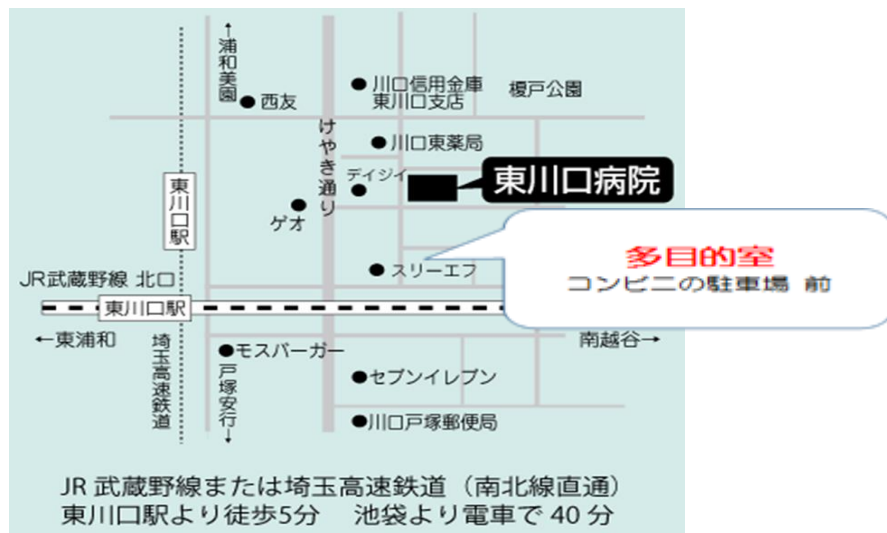 ←浦和美園
西友
川口信用金庫
東川口支店
榎戸公園
けやき通り
川口東薬局
デイジイ
東川口病院
東川口駅
ゲオ
多目的室
コンビニの駐車場 前
スリーエフ
JR武蔵野線 北口
東川口駅
←東浦和
埼玉高速鉄道
モスバーガー
南越谷→
戸塚安行→
セブンイレブン
川口戸塚郵便局
JR 武蔵野線または埼玉高速鉄道（南北線直通）
東川口駅より徒歩5分 池袋より電車で 40 分